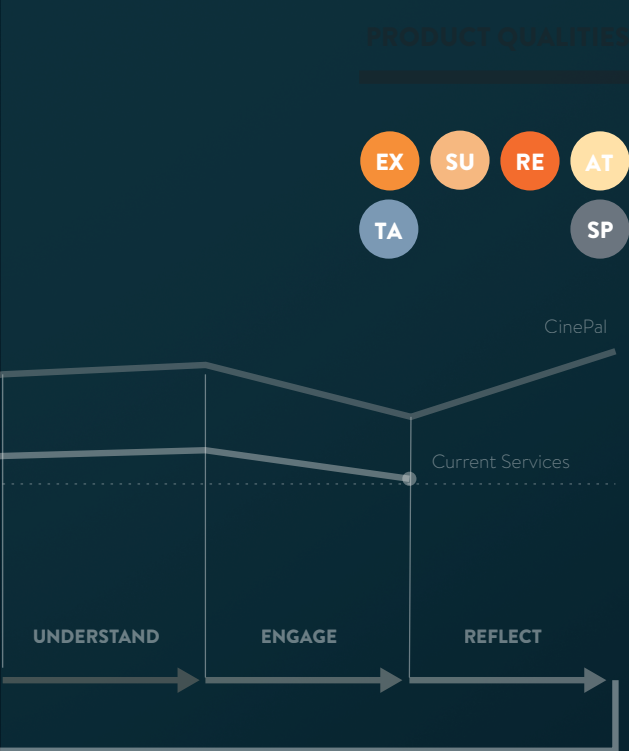 PRODUCT QUALITIES
EX SU RE AT
TA SP
CinePal
Current Services
UNDERSTAND ENGAGE REFLECT